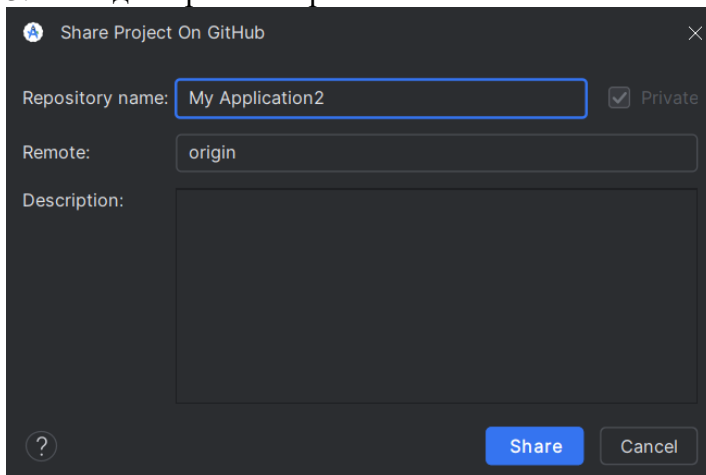 Share Project On GitHub
Repository name: My Application2 Private
Remote: origin
Description:
? Share Cancel